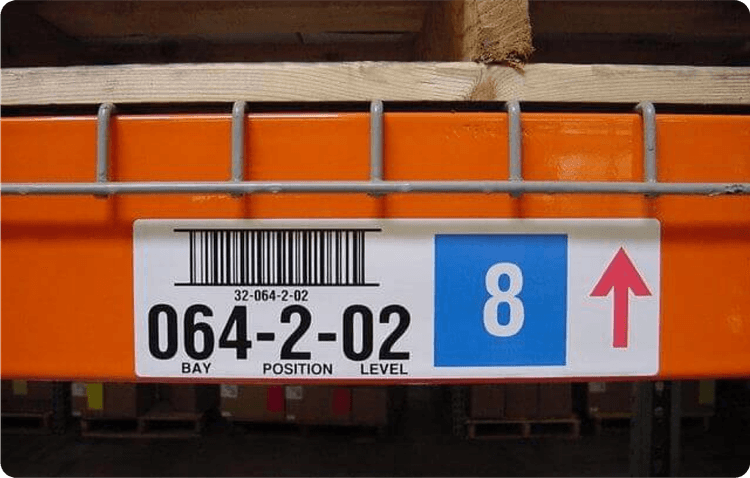 32-064-2-02
064-2-02
BAY POSITION LEVEL
8